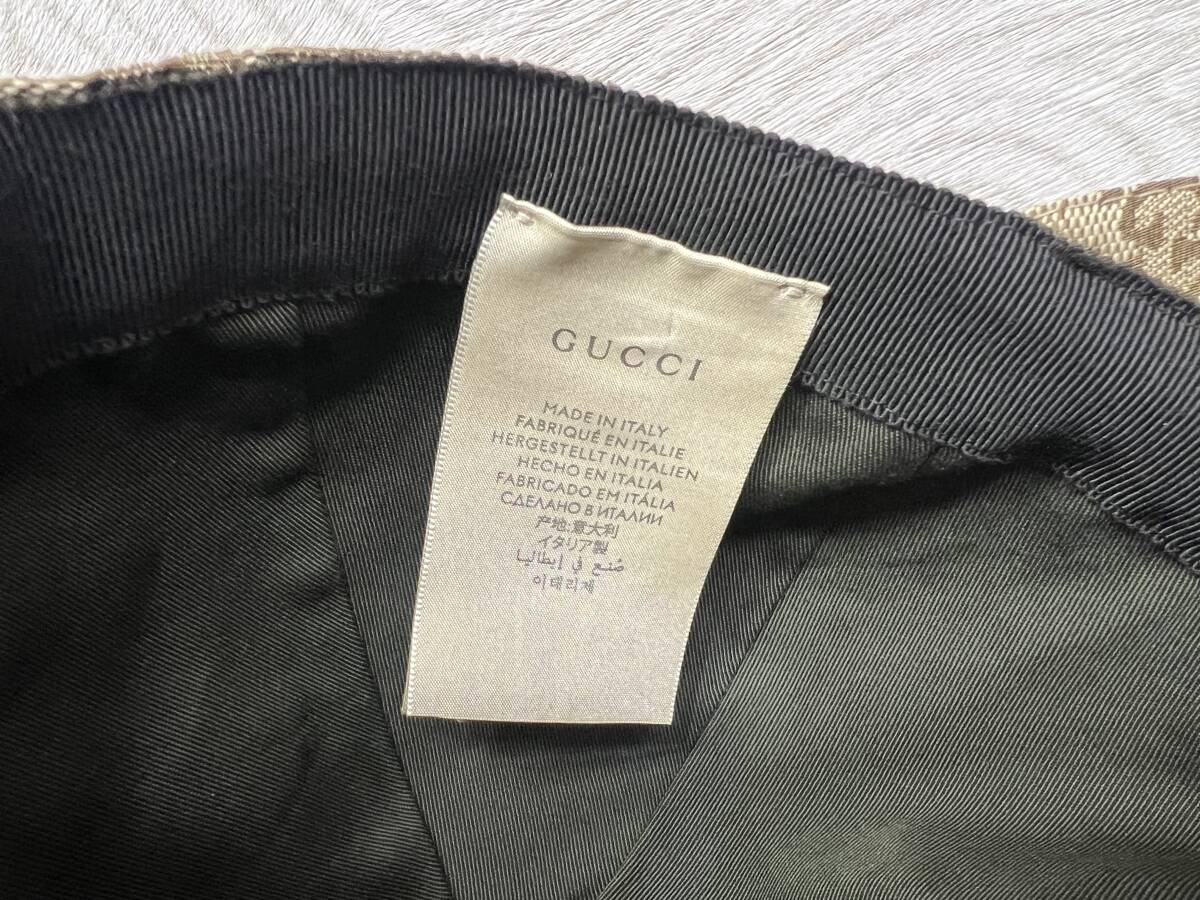 GUCCI
MADE IN ITALY
FABRIQUÉ EN ITALIE
HERGESTELLT IN ITALIEN
HECHO EN ITALIA
FABRICADO EM ITÁLIA
СДЕЛАНО В ИТАЛИИ
产地:意大利
イタリア製
صُنع في إيطاليا
이태리제